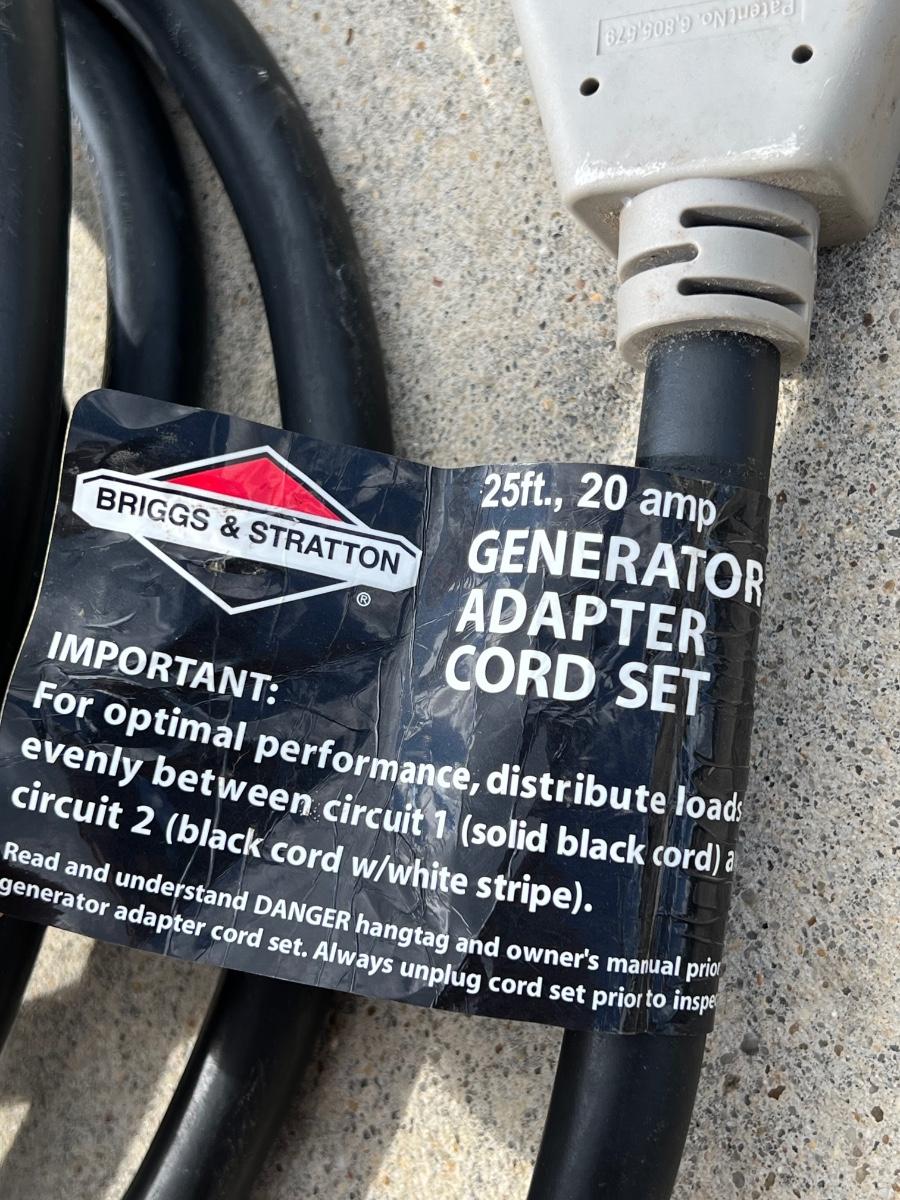 Patent No. 6,805,579
BRIGGS & STRATTON
®
25ft., 20 amp
GENERATOR
ADAPTER
CORD SET
IMPORTANT:
For optimal performance, distribute loads
evenly between circuit 1 (solid black cord) a
circuit 2 (black cord w/white stripe).
Read and understand DANGER hangtag and owner's manual prior
generator adapter cord set. Always unplug cord set prior to inspe